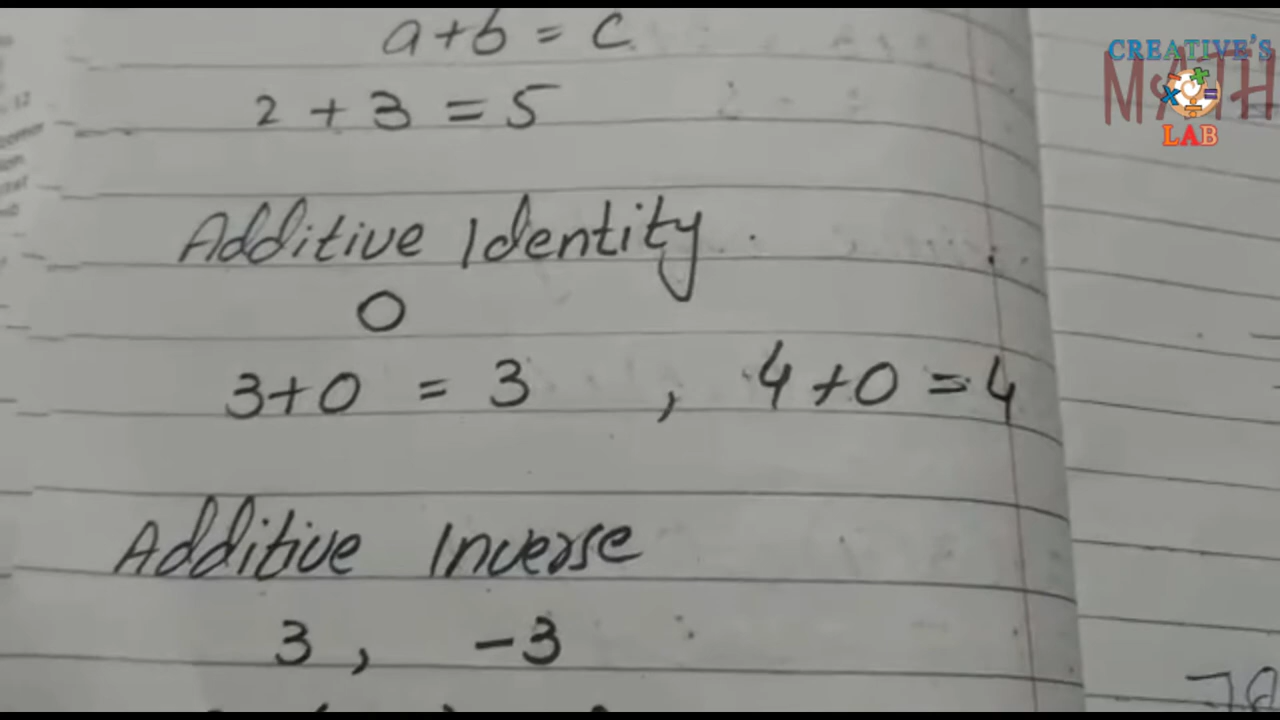 a+b = c
2 + 3 = 5
Additive Identity
0
3+0 = 3 , 4+0 = 4
Additive Inverse
3 , -3
CREATIVE'S
MATH
LAB